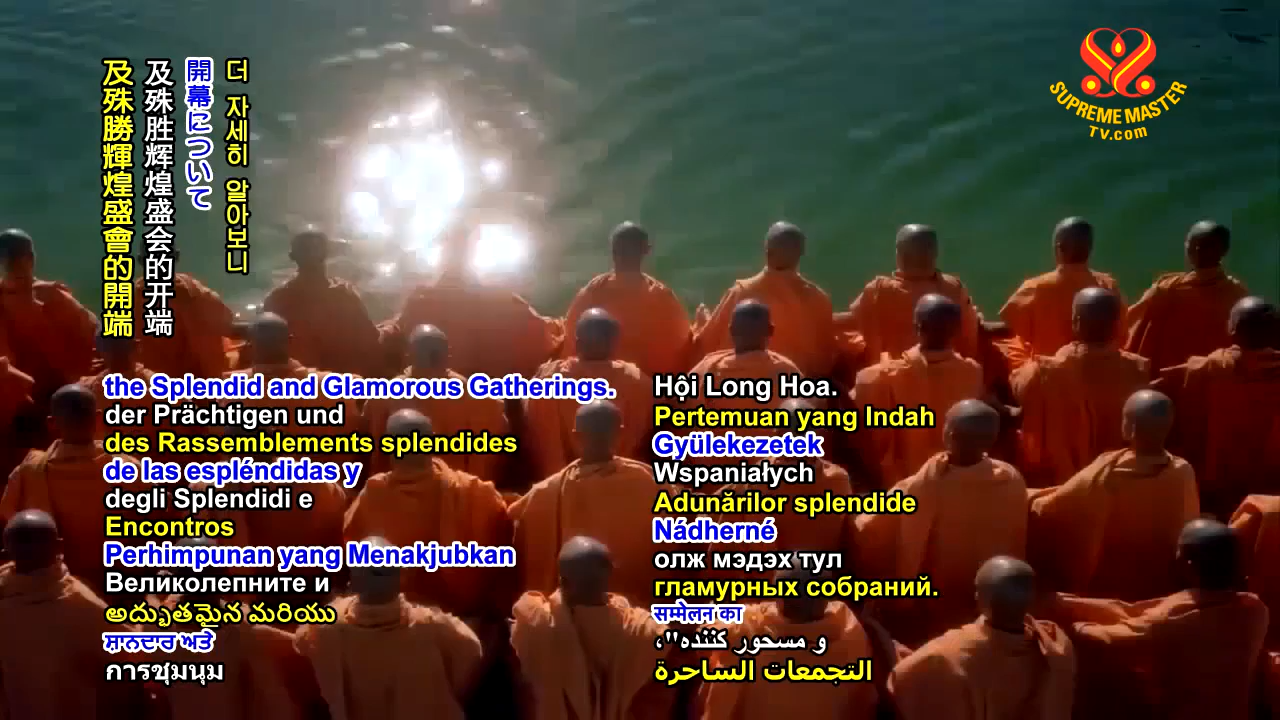 더 자세히 알아보니
開幕について
及殊胜辉煌盛会的开端
及殊勝輝煌盛會的開端
SUPREME MASTER
TV.com
the Splendid and Glamorous Gatherings.
der Prächtigen und
des Rassemblements splendides
de las espléndidas y
degli Splendidi e
Encontros
Perhimpunan yang Menakjubkan
Великолепните и
అద్భుతమైన మరియు
ਸ਼ਾਨਦਾਰ ਅਤੇ
การชุมนุม
Hội Long Hoa.
Pertemuan yang Indah
Gyülekezetek
Wspaniałych
Adunărilor splendide
Nádherné
олж мэдэх тул
гламурных собраний.
सम्मेलन का
و مسحور کننده"،
التجمعات الساحرة